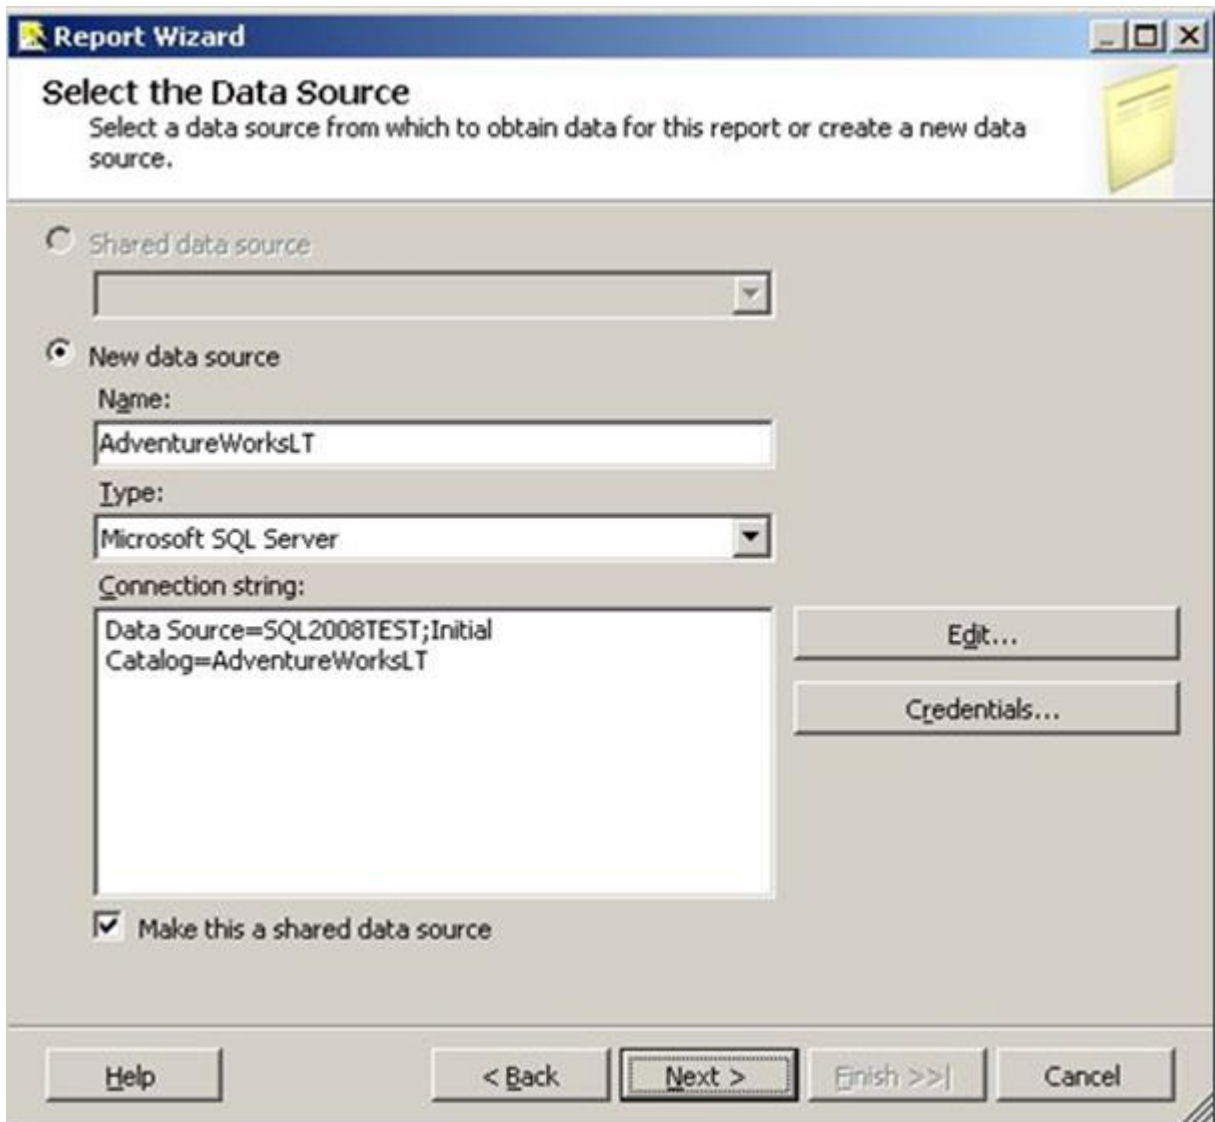 Report Wizard
Select the Data Source
Select a data source from which to obtain data for this report or create a new data
source.
Shared data source
New data source
Name:
AdventureWorksLT
Type:
Microsoft SQL Server
Connection string:
Data Source=SQL2008TEST;Initial
Catalog=AdventureWorksLT
Edit...
Credentials...
Make this a shared data source
Help
< Back
Next >
Finish >>|
Cancel